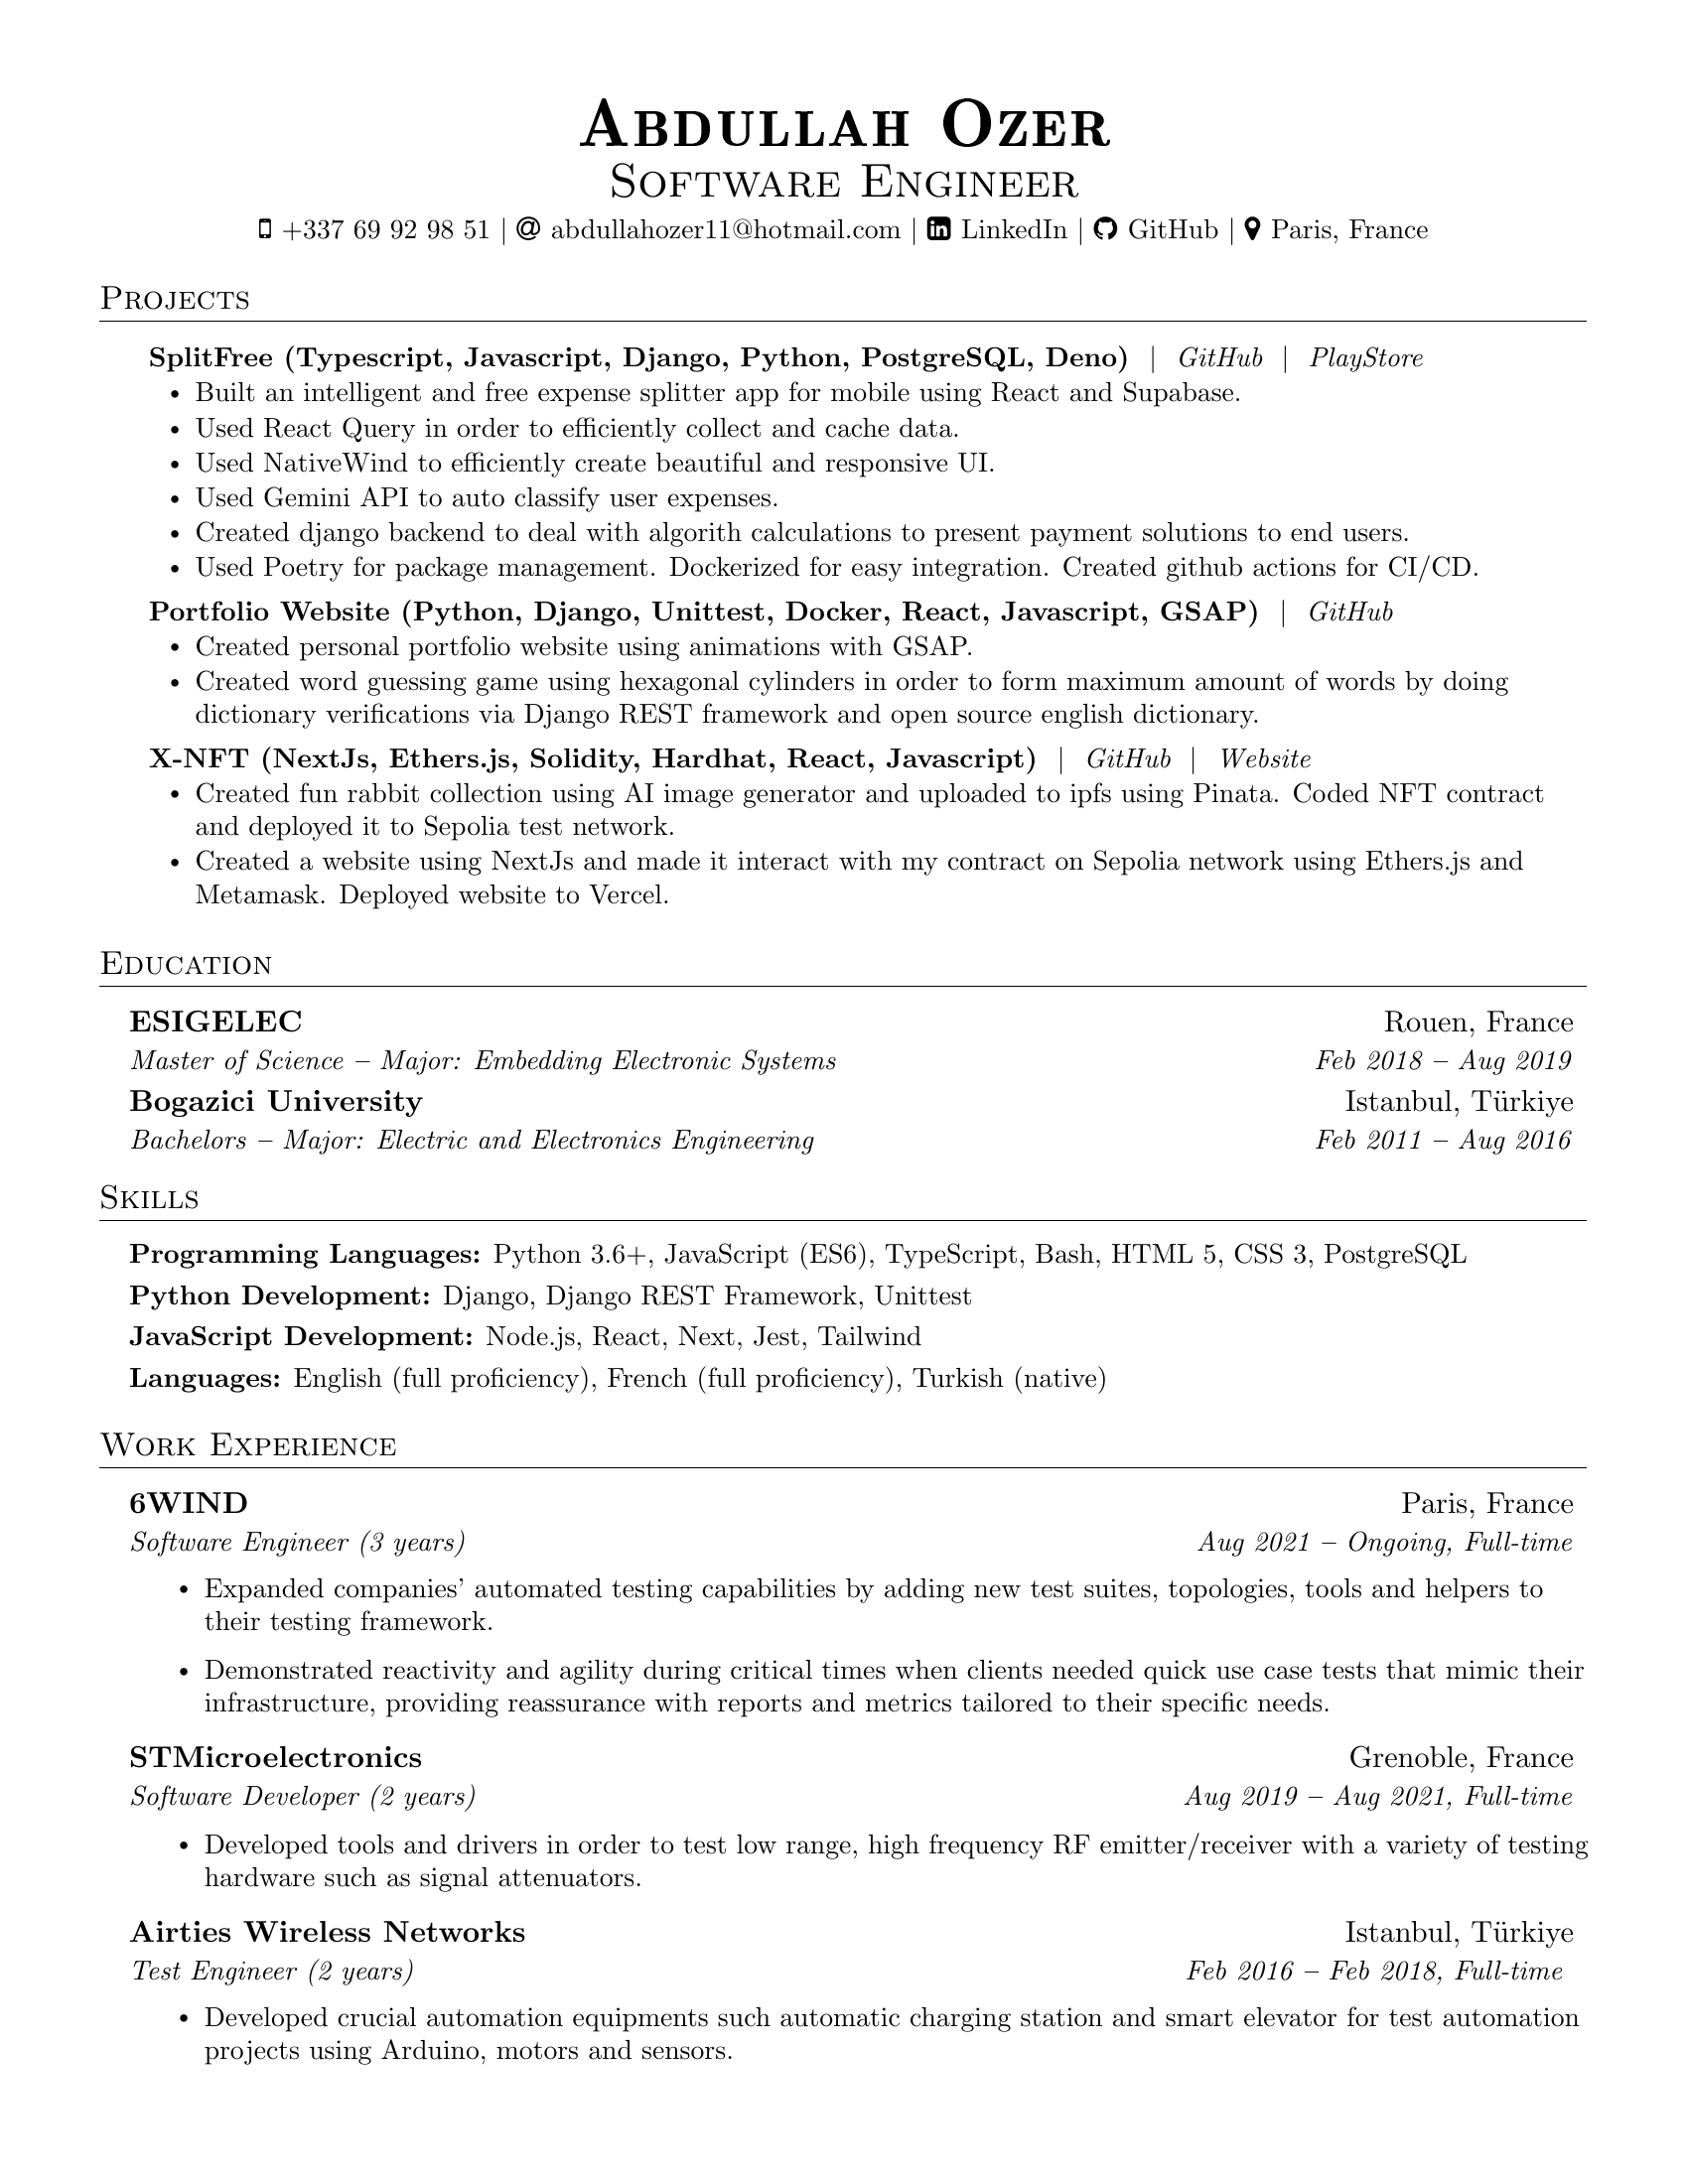 Abdullah Ozer
Software Engineer
+337 69 92 98 51 | abdullahozer11@hotmail.com | LinkedIn | GitHub | Paris, France
Projects
SplitFree (Typescript, Javascript, Django, Python, PostgreSQL, Deno) | GitHub | PlayStore
• Built an intelligent and free expense splitter app for mobile using React and Supabase.
• Used React Query in order to efficiently collect and cache data.
• Used NativeWind to efficiently create beautiful and responsive UI.
• Used Gemini API to auto classify user expenses.
• Created django backend to deal with algorith calculations to present payment solutions to end users.
• Used Poetry for package management. Dockerized for easy integration. Created github actions for CI/CD.
Portfolio Website (Python, Django, Unittest, Docker, React, Javascript, GSAP) | GitHub
• Created personal portfolio website using animations with GSAP.
• Created word guessing game using hexagonal cylinders in order to form maximum amount of words by doing
dictionary verifications via Django REST framework and open source english dictionary.
X-NFT (NextJs, Ethers.js, Solidity, Hardhat, React, Javascript) | GitHub | Website
• Created fun rabbit collection using AI image generator and uploaded to ipfs using Pinata. Coded NFT contract
and deployed it to Sepolia test network.
• Created a website using NextJs and made it interact with my contract on Sepolia network using Ethers.js and
Metamask. Deployed website to Vercel.
Education
ESIGELEC Rouen, France
Master of Science – Major: Embedding Electronic Systems Feb 2018 – Aug 2019
Bogazici University Istanbul, Türkiye
Bachelors – Major: Electric and Electronics Engineering Feb 2011 – Aug 2016
Skills
Programming Languages: Python 3.6+, JavaScript (ES6), TypeScript, Bash, HTML 5, CSS 3, PostgreSQL
Python Development: Django, Django REST Framework, Unittest
JavaScript Development: Node.js, React, Next, Jest, Tailwind
Languages: English (full proficiency), French (full proficiency), Turkish (native)
Work Experience
6WIND Paris, France
Software Engineer (3 years) Aug 2021 – Ongoing, Full-time
• Expanded companies' automated testing capabilities by adding new test suites, topologies, tools and helpers to
their testing framework.
• Demonstrated reactivity and agility during critical times when clients needed quick use case tests that mimic their
infrastructure, providing reassurance with reports and metrics tailored to their specific needs.
STMicroelectronics Grenoble, France
Software Developer (2 years) Aug 2019 – Aug 2021, Full-time
• Developed tools and drivers in order to test low range, high frequency RF emitter/receiver with a variety of testing
hardware such as signal attenuators.
Airties Wireless Networks Istanbul, Türkiye
Test Engineer (2 years) Feb 2016 – Feb 2018, Full-time
• Developed crucial automation equipments such automatic charging station and smart elevator for test automation
projects using Arduino, motors and sensors.